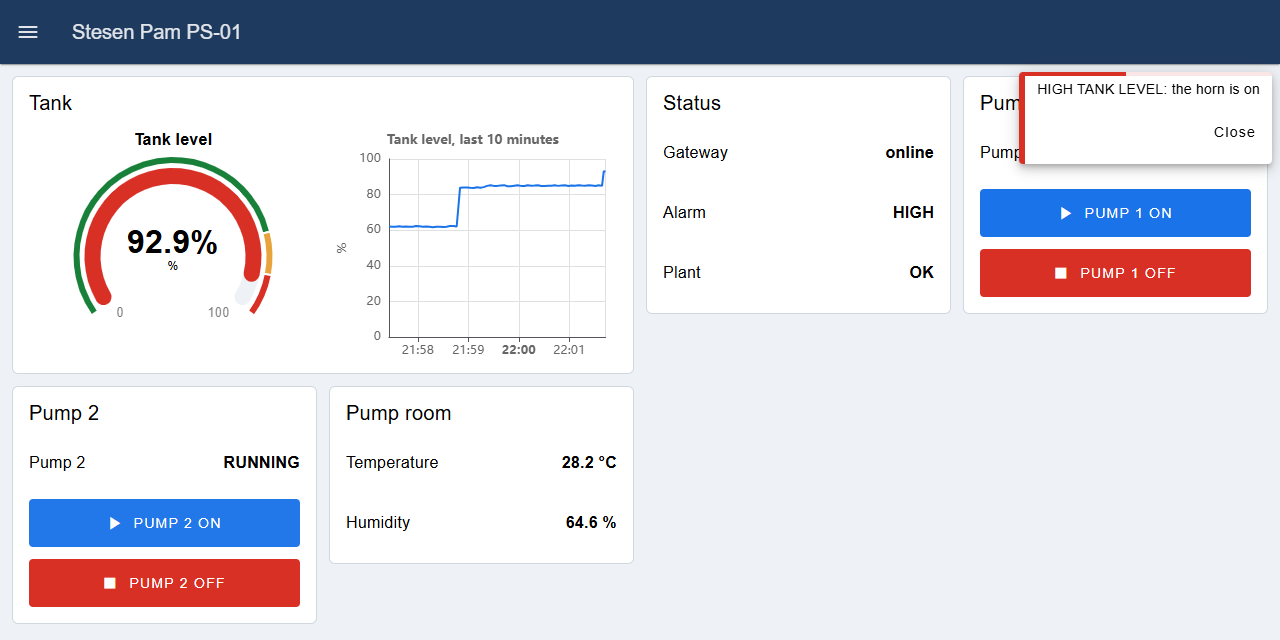 Stesen Pam PS-01
HIGH TANK LEVEL: the horn is on
Close
Tank
Tank level
92.9%
%
0
100
Tank level, last 10 minutes
100
80
60
40
20
0
%
21:58
21:59
22:00
22:01
Status
Gateway
online
Alarm
HIGH
Plant
OK
PUMP 1 ON
PUMP 1 OFF
Pump 2
Pump 2
RUNNING
PUMP 2 ON
PUMP 2 OFF
Pump room
Temperature
28.2 °C
Humidity
64.6 %